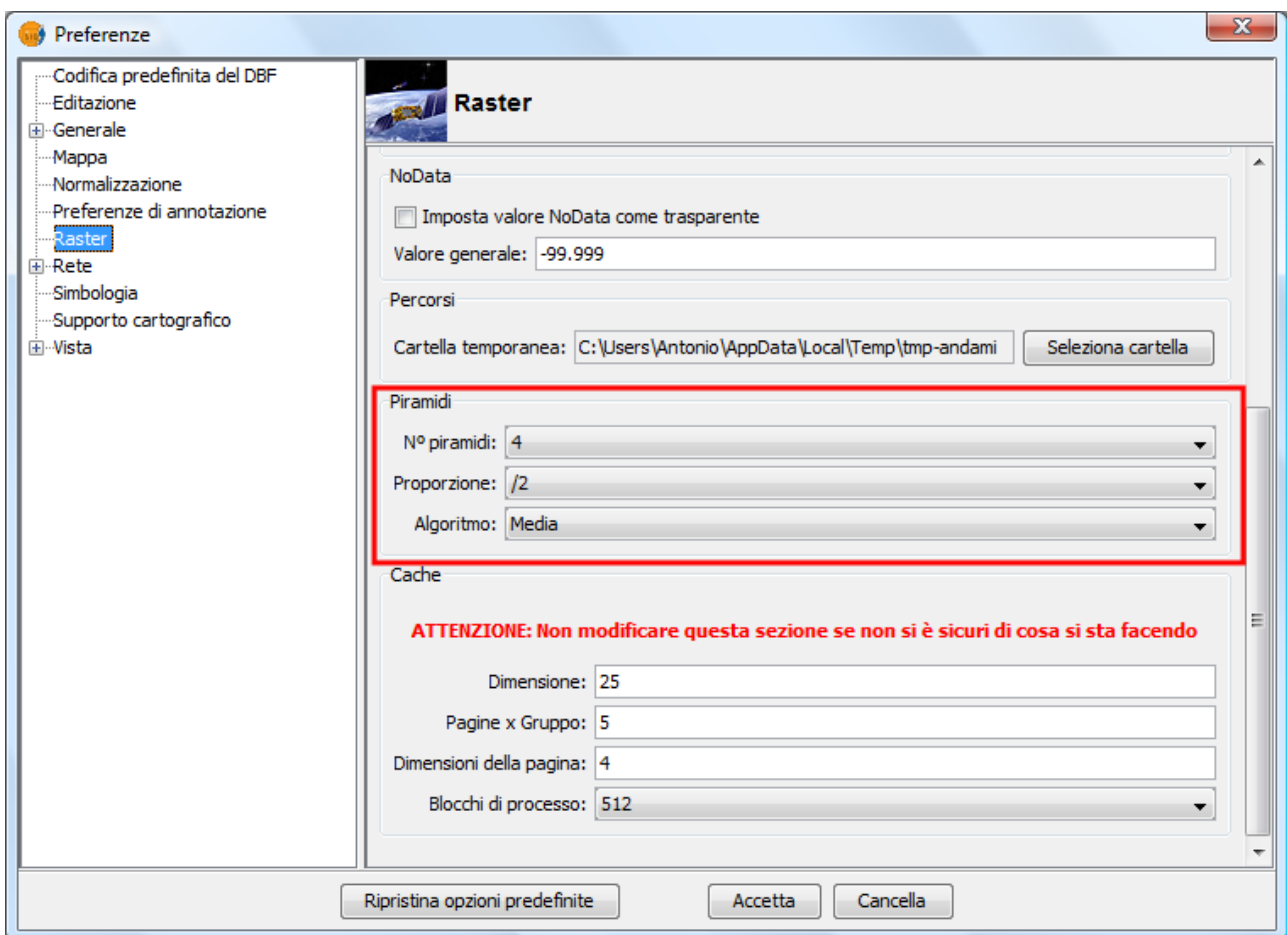 Preferenze
Codifica predefinita del DBF
Editazione
Generale
Mappa
Normalizzazione
Preferenze di annotazione
Raster
Rete
Simbologia
Supporto cartografico
Vista
Raster
NoData
Imposta valore NoData come trasparente
Valore generale: -99.999
Percorsi
Cartella temporanea: C:\Users\Antonio\AppData\Local\Temp\tmp-andami Seleziona cartella
Piramidi
Nº piramidi: 4
Proporzione: /2
Algoritmo: Media
Cache
ATTENZIONE: Non modificare questa sezione se non si è sicuri di cosa si sta facendo
Dimensione: 25
Pagine x Gruppo: 5
Dimensioni della pagina: 4
Blocchi di processo: 512
Ripristina opzioni predefinite Accetta Cancella